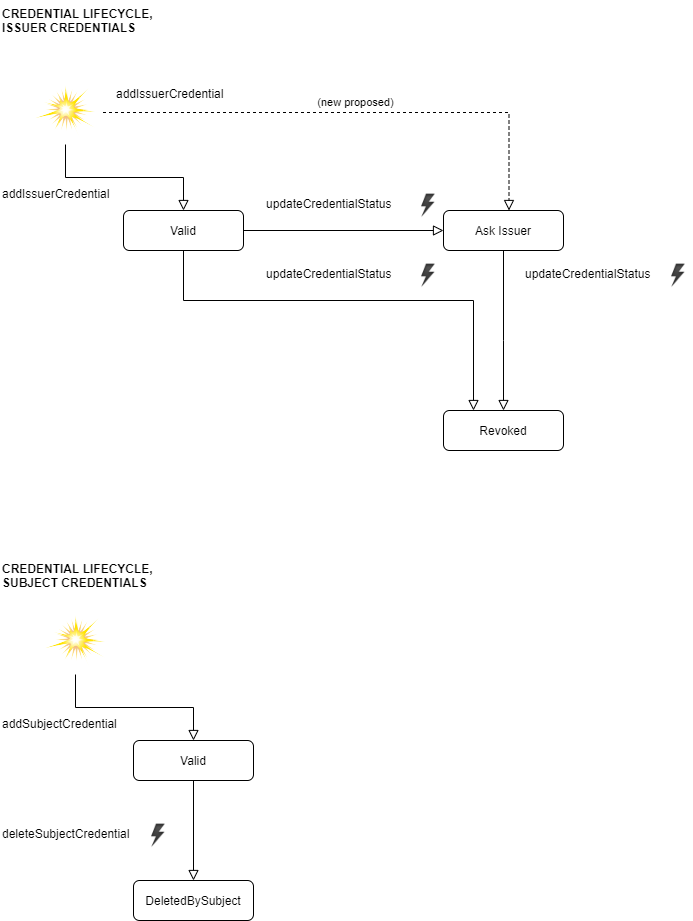 CREDENTIAL LIFECYCLE,
ISSUER CREDENTIALS
addIssuerCredential
(new proposed)
addIssuerCredential
updateCredentialStatus
Valid
Ask Issuer
updateCredentialStatus
updateCredentialStatus
Revoked
CREDENTIAL LIFECYCLE,
SUBJECT CREDENTIALS
addSubjectCredential
Valid
deleteSubjectCredential
DeletedBySubject